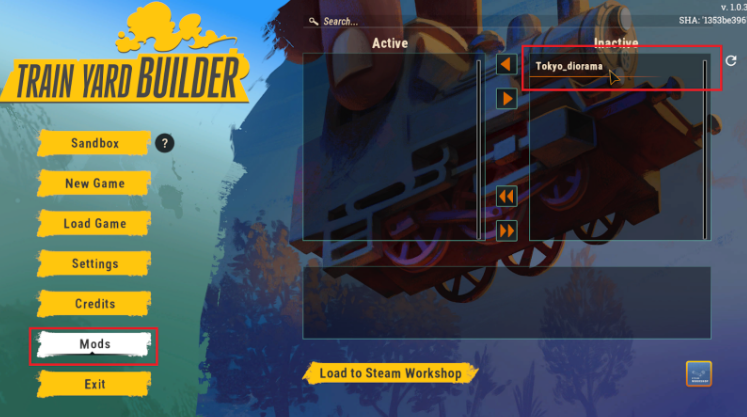 v. 1.0.3
SHA: '1353be396
Search...
TRAIN YARD BUILDER
Active
Inactive
Tokyo_diorama
Sandbox
?
New Game
Load Game
Settings
Credits
Mods
Exit
Load to Steam Workshop